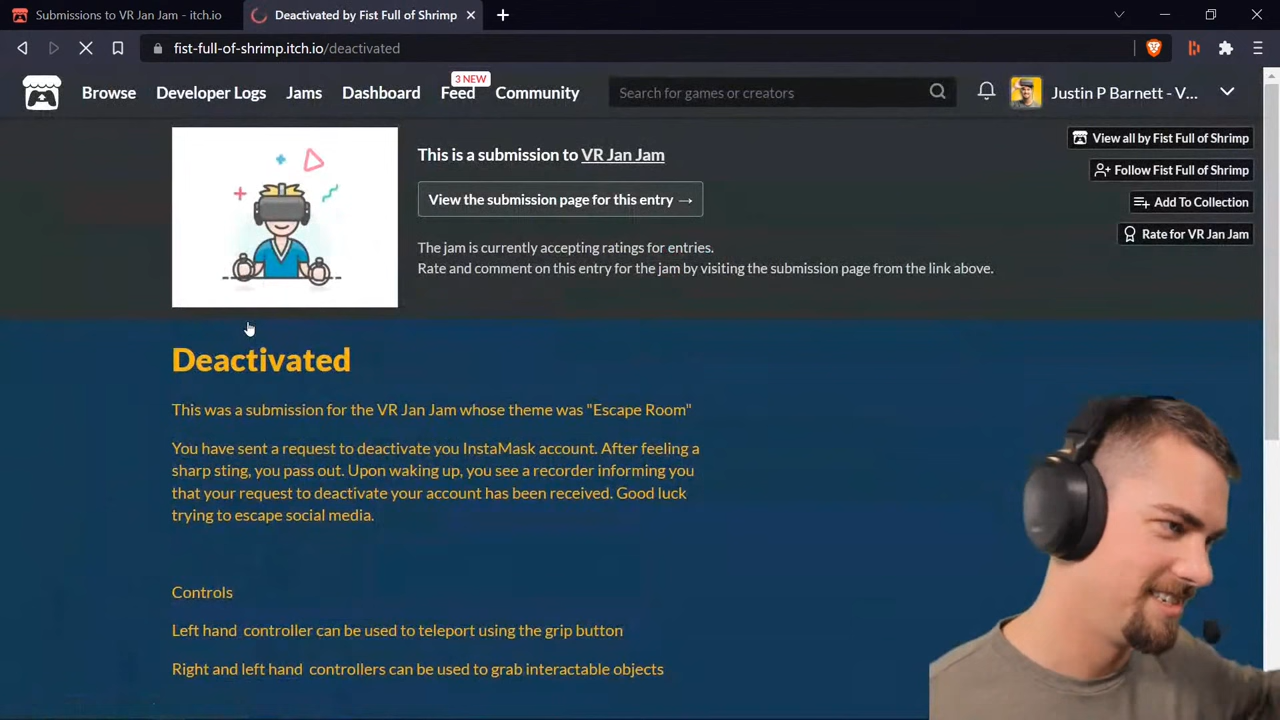 Submissions to VR Jan Jam - itch.io
Deactivated by Fist Full of Shrimp
fist-full-of-shrimp.itch.io/deactivated
Browse
Developer Logs
Jams
Dashboard
3 NEW
Feed
Community
Search for games or creators
Justin P Barnett - V...
This is a submission to VR Jan Jam
View the submission page for this entry →
The jam is currently accepting ratings for entries.
Rate and comment on this entry for the jam by visiting the submission page from the link above.
View all by Fist Full of Shrimp
Follow Fist Full of Shrimp
Add To Collection
Rate for VR Jan Jam
Deactivated
This was a submission for the VR Jan Jam whose theme was "Escape Room"
You have sent a request to deactivate you InstaMask account. After feeling a
sharp sting, you pass out. Upon waking up, you see a recorder informing you
that your request to deactivate your account has been received. Good luck
trying to escape social media.
Controls
Left hand controller can be used to teleport using the grip button
Right and left hand controllers can be used to grab interactable objects